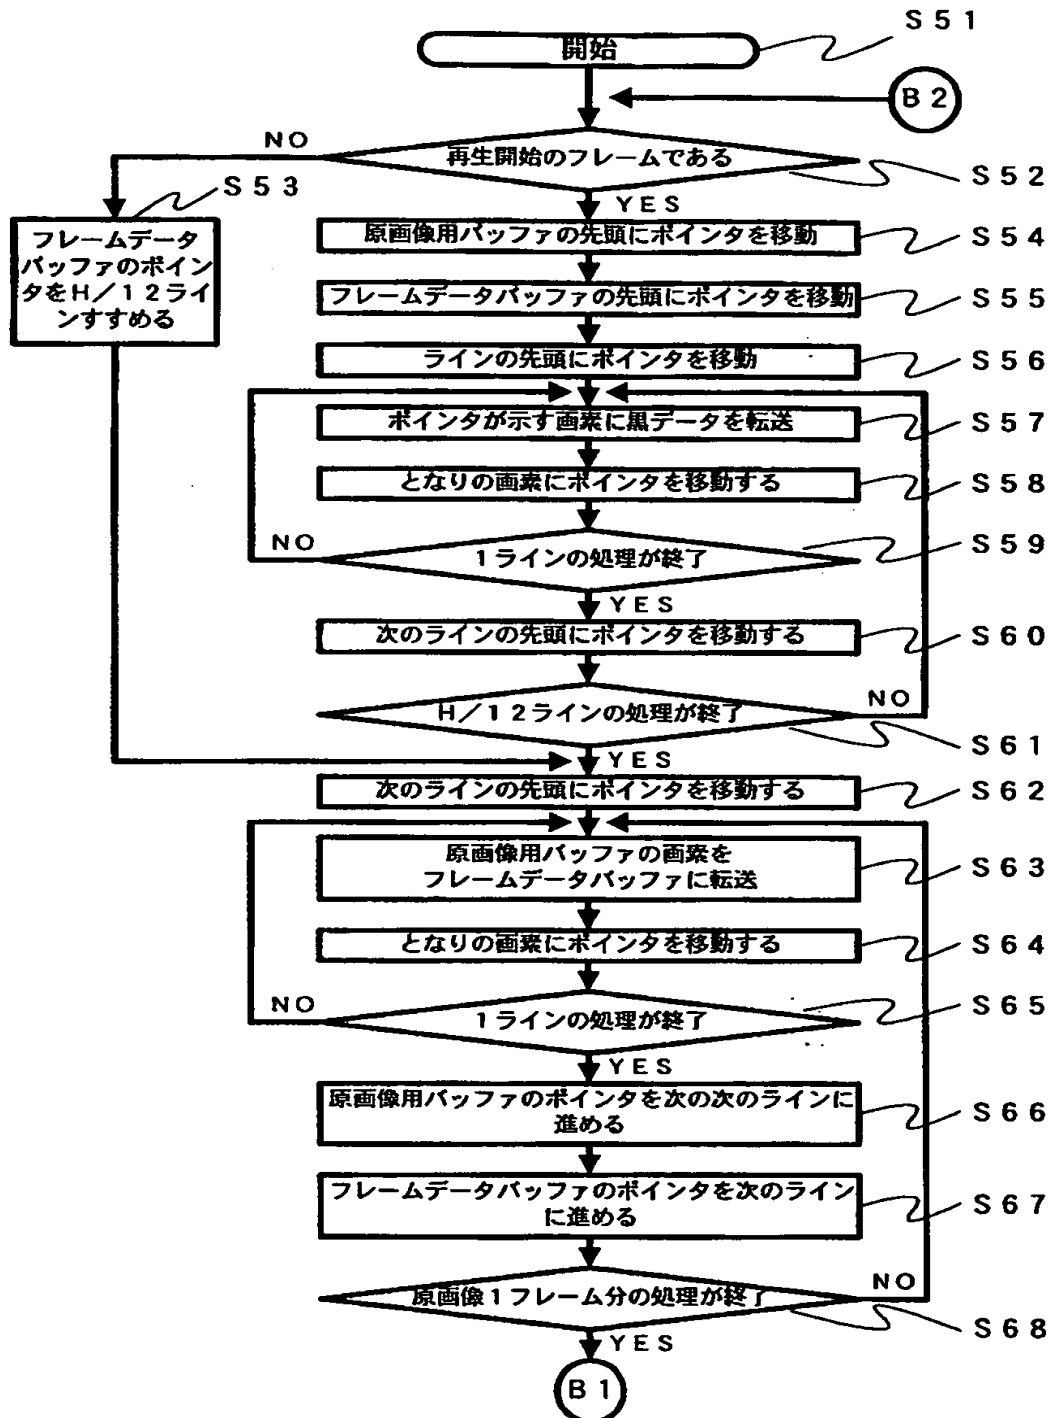 S51
開始
B2
NO
再生開始のフレームである
S52
S53
YES
フレームデータ
バッファのポイン
タをH／12ライ
ンすすめる
原画像用バッファの先頭にポインタを移動
S54
フレームデータバッファの先頭にポインタを移動
S55
ラインの先頭にポインタを移動
S56
ポインタが示す画素に黒データを転送
S57
となりの画素にポインタを移動する
S58
NO
1ラインの処理が終了
S59
YES
次のラインの先頭にポインタを移動する
S60
H／12ラインの処理が終了
NO
S61
YES
次のラインの先頭にポインタを移動する
S62
原画像用バッファの画素を
フレームデータバッファに転送
S63
となりの画素にポインタを移動する
S64
NO
1ラインの処理が終了
S65
YES
原画像用バッファのポインタを次の次のラインに
進める
S66
フレームデータバッファのポインタを次のライン
に進める
S67
NO
原画像1フレーム分の処理が終了
S68
YES
B1